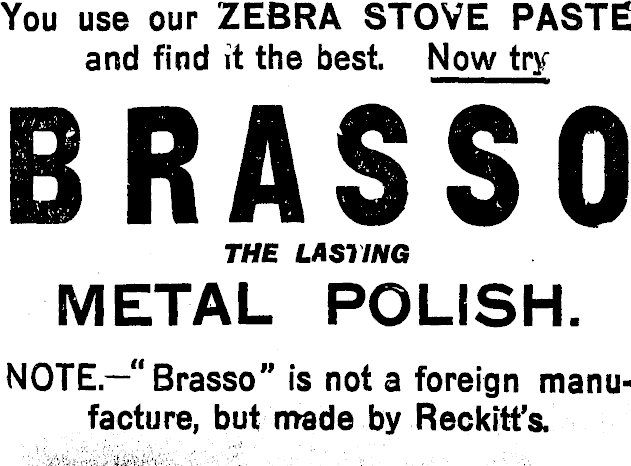 You use our ZEBRA STOVE PASTE
and find it the best. Now try
BRASSO
THE LASTING
METAL POLISH.
NOTE.—“Brasso” is not a foreign manu-
facture, but made by Reckitt's.